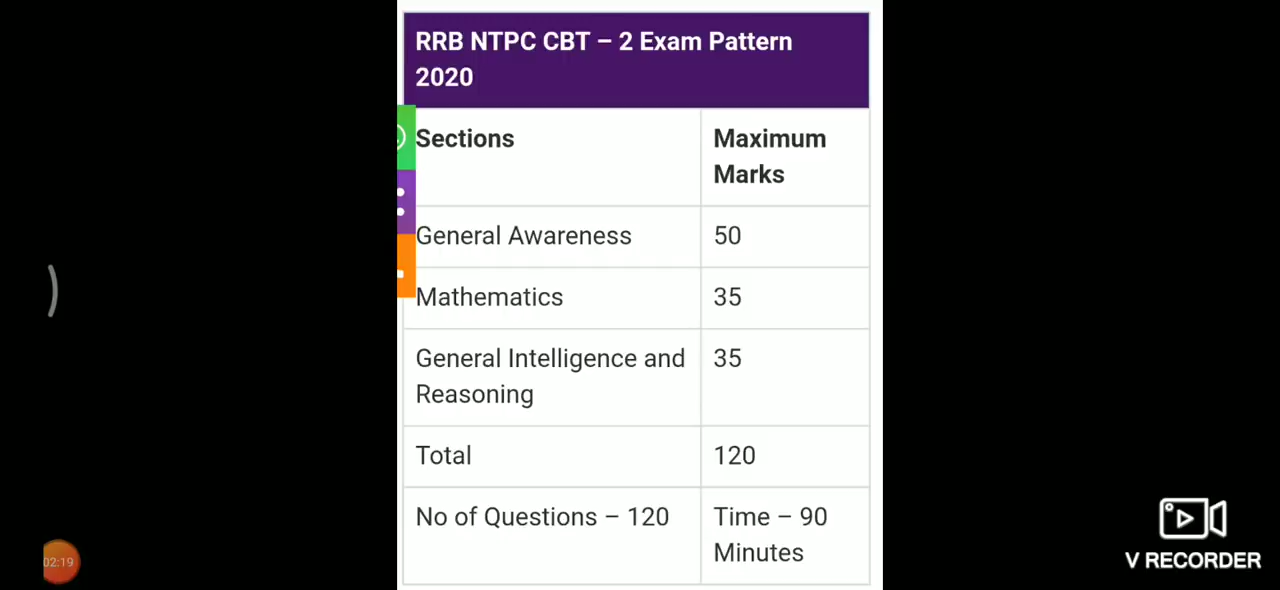 RRB NTPC CBT – 2 Exam Pattern
2020
Sections
Maximum
Marks
General Awareness
50
Mathematics
35
General Intelligence and
Reasoning
35
Total
120
No of Questions – 120
Time – 90
Minutes
02:19
V RECORDER